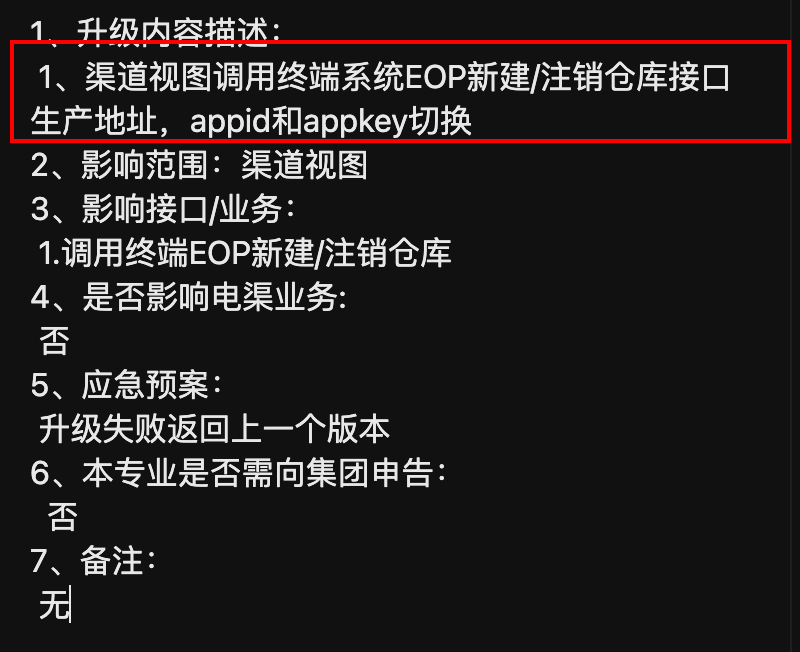 1、升级内容描述：
1、渠道视图调用终端系统EOP新建/注销仓库接口
生产地址，appid和appkey切换
2、影响范围：渠道视图
3、影响接口/业务：
1.调用终端EOP新建/注销仓库
4、是否影响电渠业务:
否
5、应急预案：
升级失败返回上一个版本
6、本专业是否需向集团申告：
否
7、备注：
无